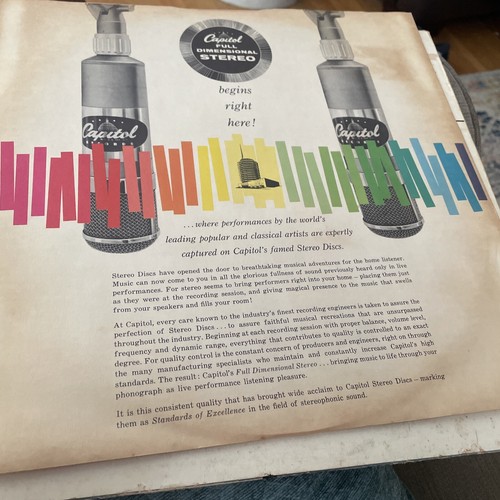 Capitol
FULL
DIMENSIONAL
STEREO
begins
right
here!
Capitol
Capitol
...where performances by the world's
leading popular and classical artists are expertly
captured on Capitol's famed Stereo Discs.
Stereo Discs have opened the door to breathtaking musical adventures for the home listener.
Music can now come to you in all the glorious fullness of sound previously heard only in live
performances. For stereo seems to bring performers right into your home – placing them just
as they were at the recording session, and giving magical presence to the music that swells
from your speakers and fills your room!
At Capitol, every care known to the industry's finest recording engineers is taken to assure the
perfection of Stereo Discs...to assure faithful musical recreations that are unsurpassed
throughout the industry. Beginning at each recording session with proper balance, volume level,
frequency and dynamic range, everything that contributes to quality is controlled to an exact
degree. For quality control is the constant concern of producers and engineers, right on through
the many manufacturing specialists who maintain and constantly increase Capitol's high
standards. The result: Capitol's Full Dimensional Stereo...bringing music to life through your
phonograph as live performance listening pleasure.
It is this consistent quality that has brought wide acclaim to Capitol Stereo Discs – marking
them as Standards of Excellence in the field of stereophonic sound.